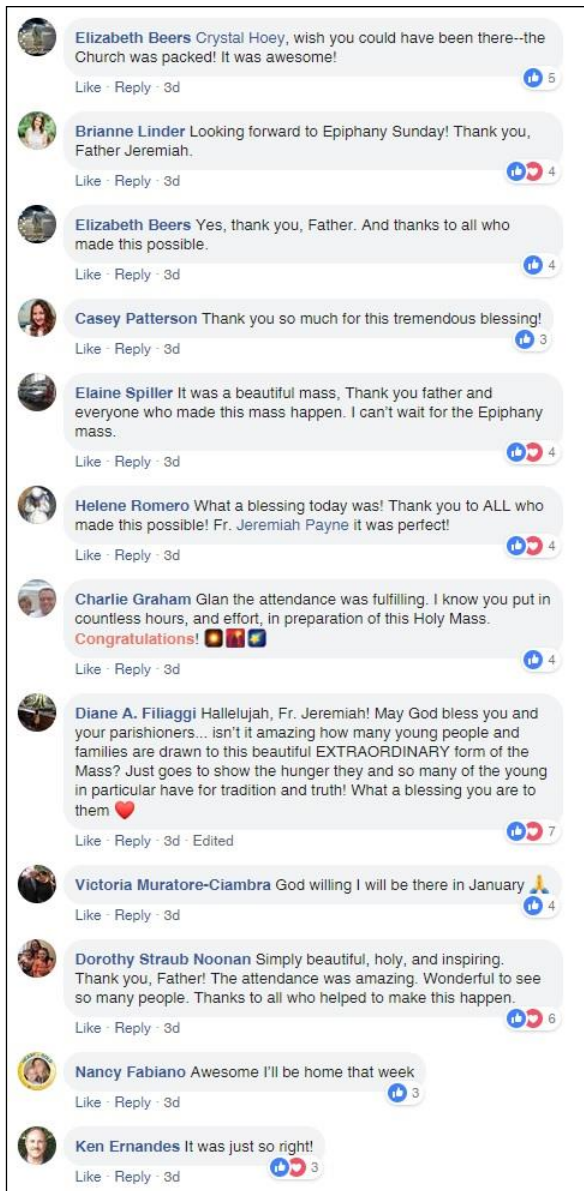 Elizabeth Beers Crystal Hoey, wish you could have been there--the
Church was packed! It was awesome!
5
Like · Reply · 3d
Brianne Linder Looking forward to Epiphany Sunday! Thank you,
Father Jeremiah.
4
Like · Reply · 3d
Elizabeth Beers Yes, thank you, Father. And thanks to all who
made this possible.
4
Like · Reply · 3d
Casey Patterson Thank you so much for this tremendous blessing!
3
Like · Reply · 3d
Elaine Spiller It was a beautiful mass, Thank you father and
everyone who made this mass happen. I can't wait for the Epiphany
mass.
4
Like · Reply · 3d
Helene Romero What a blessing today was! Thank you to ALL who
made this possible! Fr. Jeremiah Payne it was perfect!
4
Like · Reply · 3d
Charlie Graham Glan the attendance was fulfilling. I know you put in
countless hours, and effort, in preparation of this Holy Mass.
Congratulations!
4
Like · Reply · 3d
Diane A. Filiaggi Hallelujah, Fr. Jeremiah! May God bless you and
your parishioners... isn't it amazing how many young people and
families are drawn to this beautiful EXTRAORDINARY form of the
Mass? Just goes to show the hunger they and so many of the young
in particular have for tradition and truth! What a blessing you are to
them ❤️
7
Like · Reply · 3d · Edited
Victoria Muratore-Ciambra God willing I will be there in January 🙏
4
Like · Reply · 3d
Dorothy Straub Noonan Simply beautiful, holy, and inspiring.
Thank you, Father! The attendance was amazing. Wonderful to see
so many people. Thanks to all who helped to make this happen.
6
Like · Reply · 3d
Nancy Fabiano Awesome I'll be home that week
3
Like · Reply · 3d
Ken Ernandes It was just so right!
3
Like · Reply · 3d